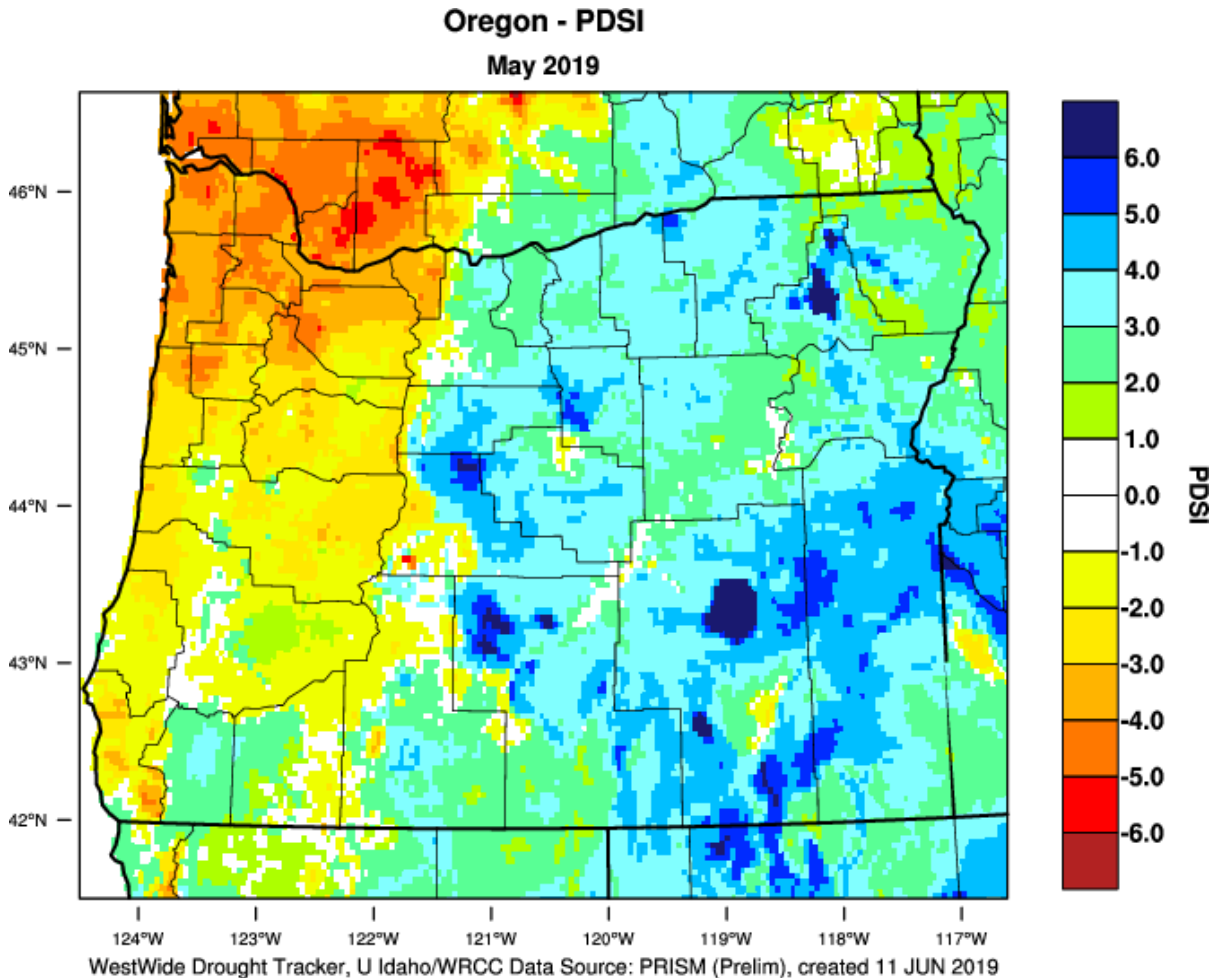 Oregon - PDSI
May 2019
46°N
45°N
44°N
43°N
42°N
124°W 123°W 122°W 121°W 120°W 119°W 118°W 117°W
6.0
5.0
4.0
3.0
2.0
1.0
0.0
-1.0
-2.0
-3.0
-4.0
-5.0
-6.0
PDSI
WestWide Drought Tracker, U Idaho/WRCC Data Source: PRISM (Prelim), created 11 JUN 2019